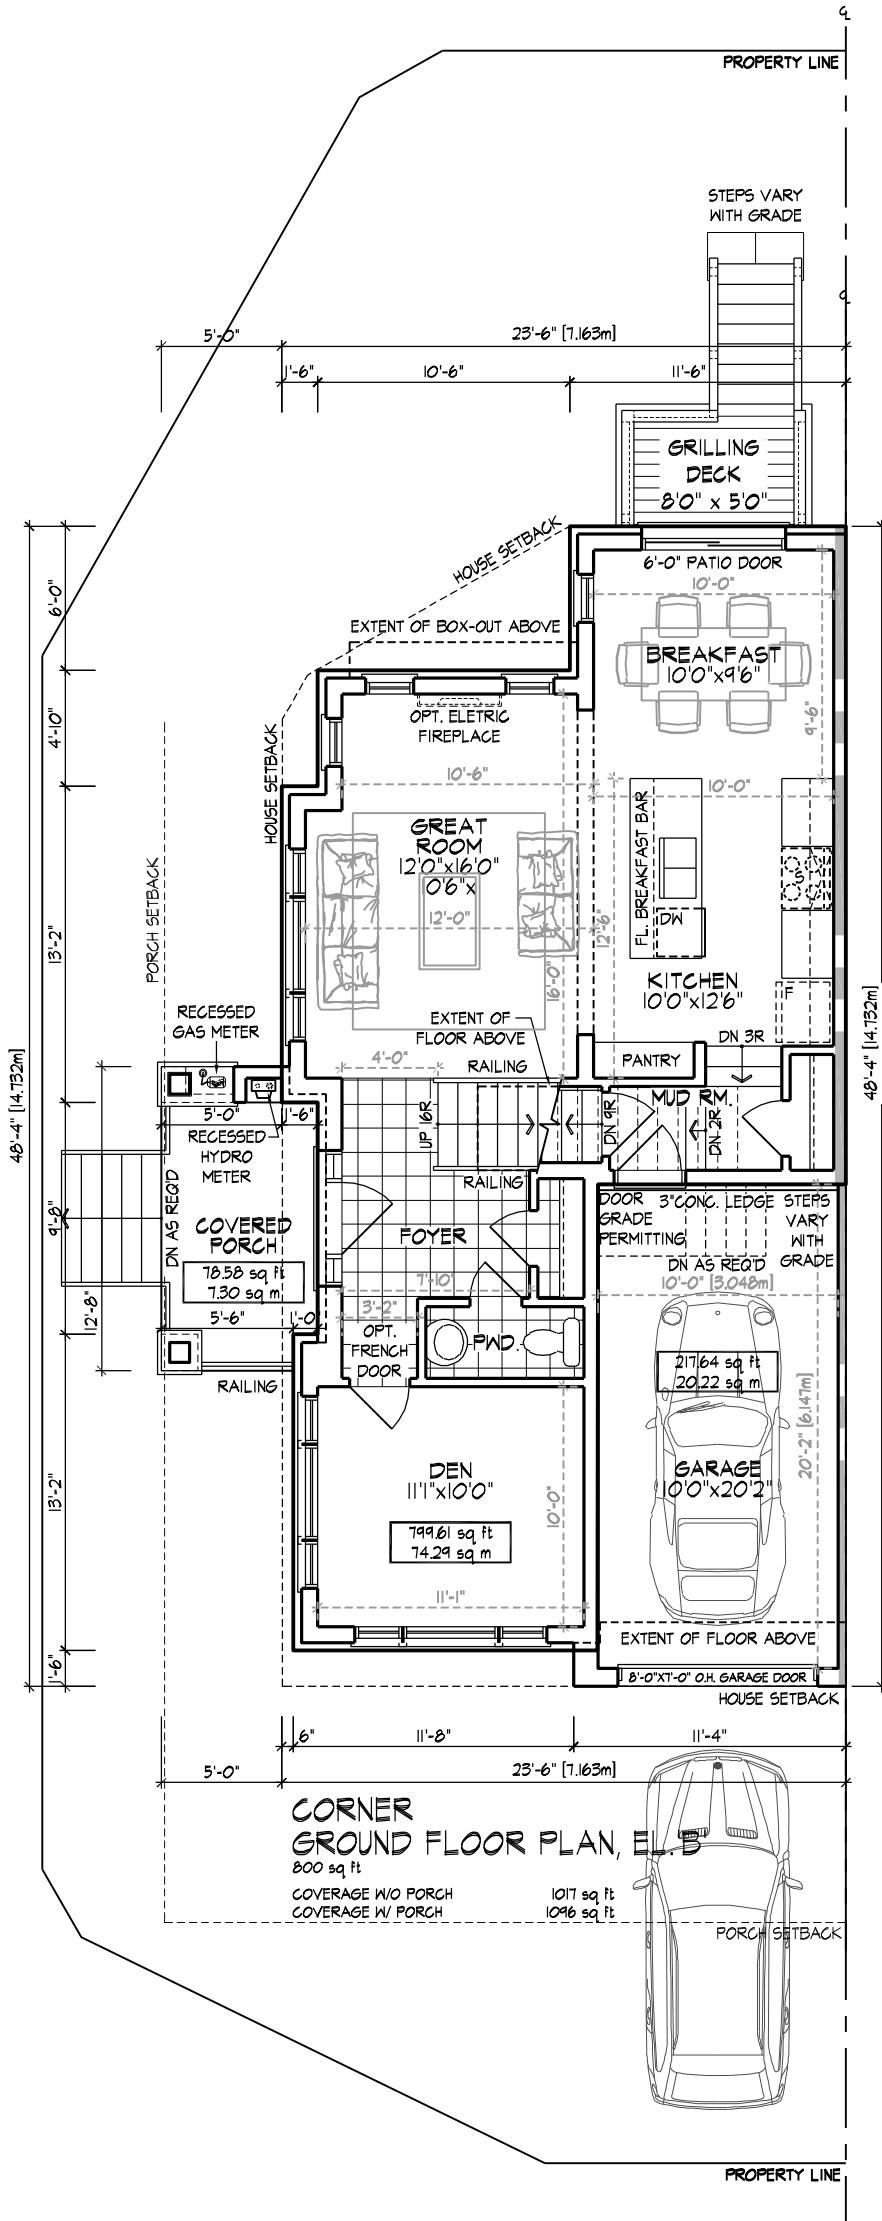 ℄
PROPERTY LINE
STEPS VARY
WITH GRADE
℄
5'-0"
23'-6" [7.163m]
1'-6"
10'-6"
11'-6"
GRILLING
DECK
8'0" x 5'0"
HOUSE SETBACK
6'-0" PATIO DOOR
10'-0"
6'-0"
EXTENT OF BOX-OUT ABOVE
BREAKFAST
10'0"x9'6"
9'-6"
4'-10"
OPT. ELETRIC
FIREPLACE
HOUSE SETBACK
10'-6"
10'-0"
GREAT
ROOM
12'0"x16'0"
0'6"x
FL. BREAKFAST BAR
S
PORCH SETBACK
12'-0"
DW
12'-6"
13'-2"
16'-0"
KITCHEN
10'0"x12'6"
F
RECESSED
GAS METER
EXTENT OF
FLOOR ABOVE
DN 3R
48'-4" [14.732m]
48'-4" [14.732m]
4'-0"
RAILING
PANTRY
MUD RM.
5'-0"
1'-6"
UP 16R
DN 9R
DN 2R
RECESSED
HYDRO
METER
RAILING
DN AS REQ'D
9'-8"
COVERED
PORCH
78.58 sq ft
7.30 sq m
FOYER
DOOR
GRADE
PERMITTING
3"CONC. LEDGE
STEPS
VARY
WITH
GRADE
DN AS REQ'D
7'-10"
10'-0" [3.048m]
12'-8"
5'-6"
1'-0"
3'-2"
OPT.
FRENCH
DOOR
PWD.
RAILING
217.64 sq ft
20.22 sq m
20'-2" [6.147m]
13'-2"
DEN
11'1"x10'0"
GARAGE
10'0"x20'2"
799.61 sq ft
74.29 sq m
10'-0"
11'-1"
1'-6"
EXTENT OF FLOOR ABOVE
8'-0"X7'-0" O.H. GARAGE DOOR
HOUSE SETBACK
6"
11'-8"
11'-4"
5'-0"
23'-6" [7.163m]
CORNER
GROUND FLOOR PLAN, EL. 'B'
800 sq ft
COVERAGE W/O PORCH 1017 sq ft
COVERAGE W/ PORCH 1096 sq ft
PORCH SETBACK
PROPERTY LINE